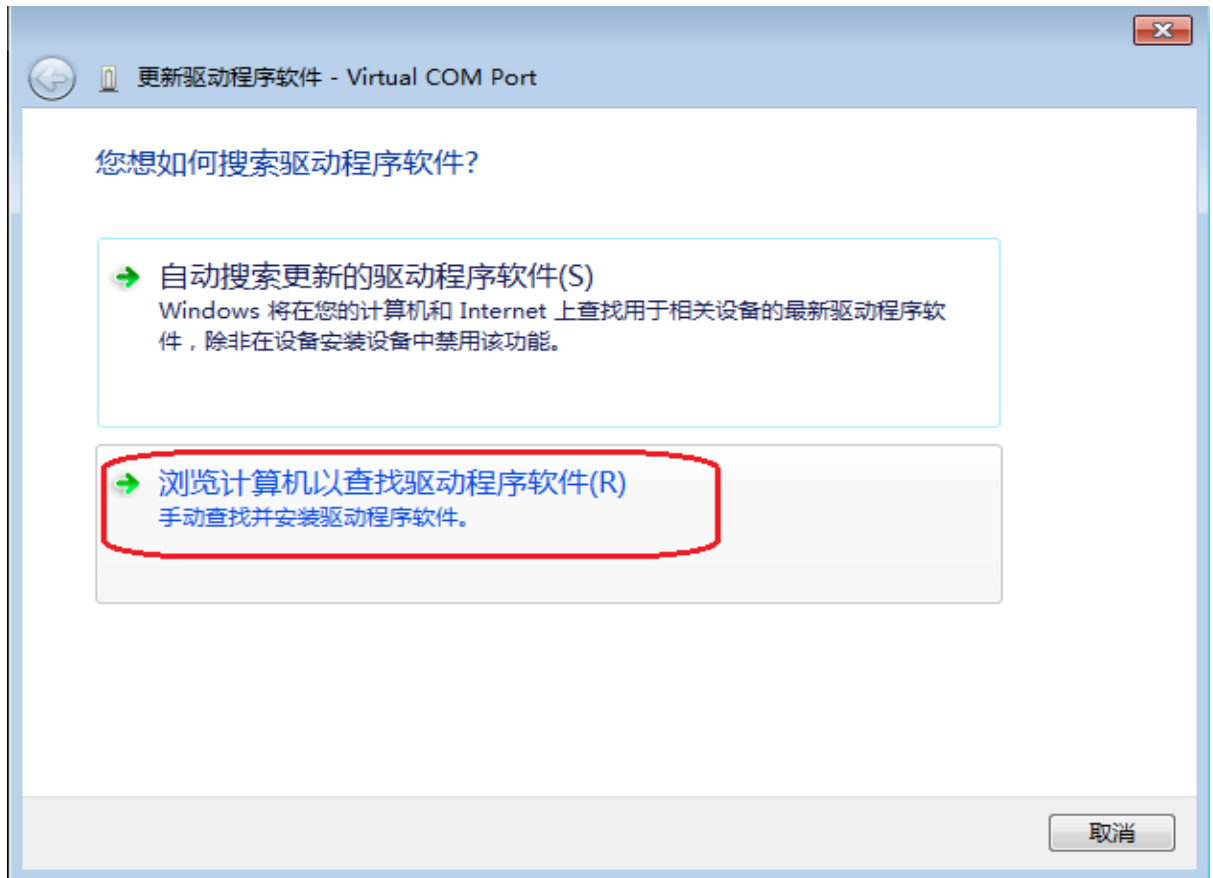 更新驱动程序软件 - Virtual COM Port
您想如何搜索驱动程序软件?
自动搜索更新的驱动程序软件(S)
Windows 将在您的计算机和 Internet 上查找用于相关设备的最新驱动程序软
件，除非在设备安装设备中禁用该功能。
浏览计算机以查找驱动程序软件(R)
手动查找并安装驱动程序软件。
取消